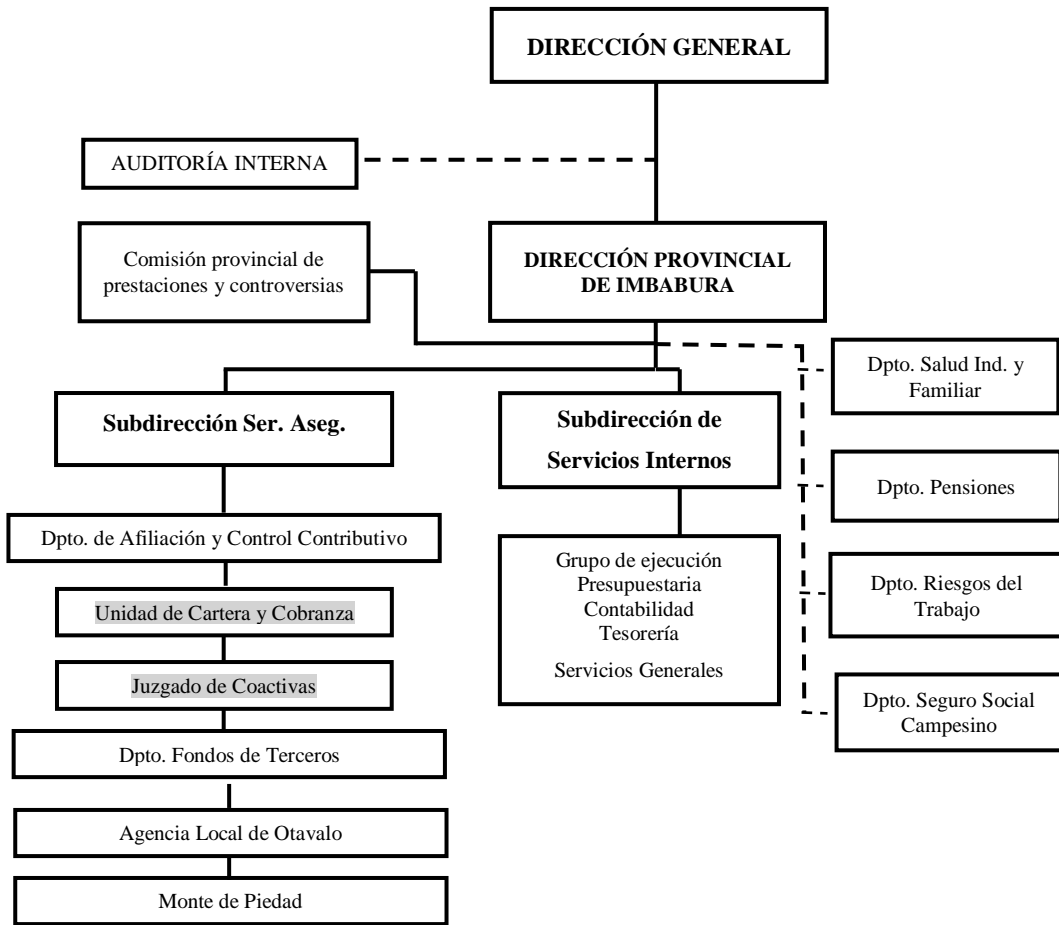 DIRECCIÓN GENERAL
AUDITORÍA INTERNA
Comisión provincial de
prestaciones y controversias
DIRECCIÓN PROVINCIAL
DE IMBABURA
Subdirección Ser. Aseg.
Subdirección de
Servicios Internos
Dpto. Salud Ind. y
Familiar
Dpto. Pensiones
Dpto. Riesgos del
Trabajo
Dpto. Seguro Social
Campesino
Dpto. de Afiliación y Control Contributivo
Unidad de Cartera y Cobranza
Juzgado de Coactivas
Dpto. Fondos de Terceros
Agencia Local de Otavalo
Monte de Piedad
Grupo de ejecución
Presupuestaria
Contabilidad
Tesorería
Servicios Generales